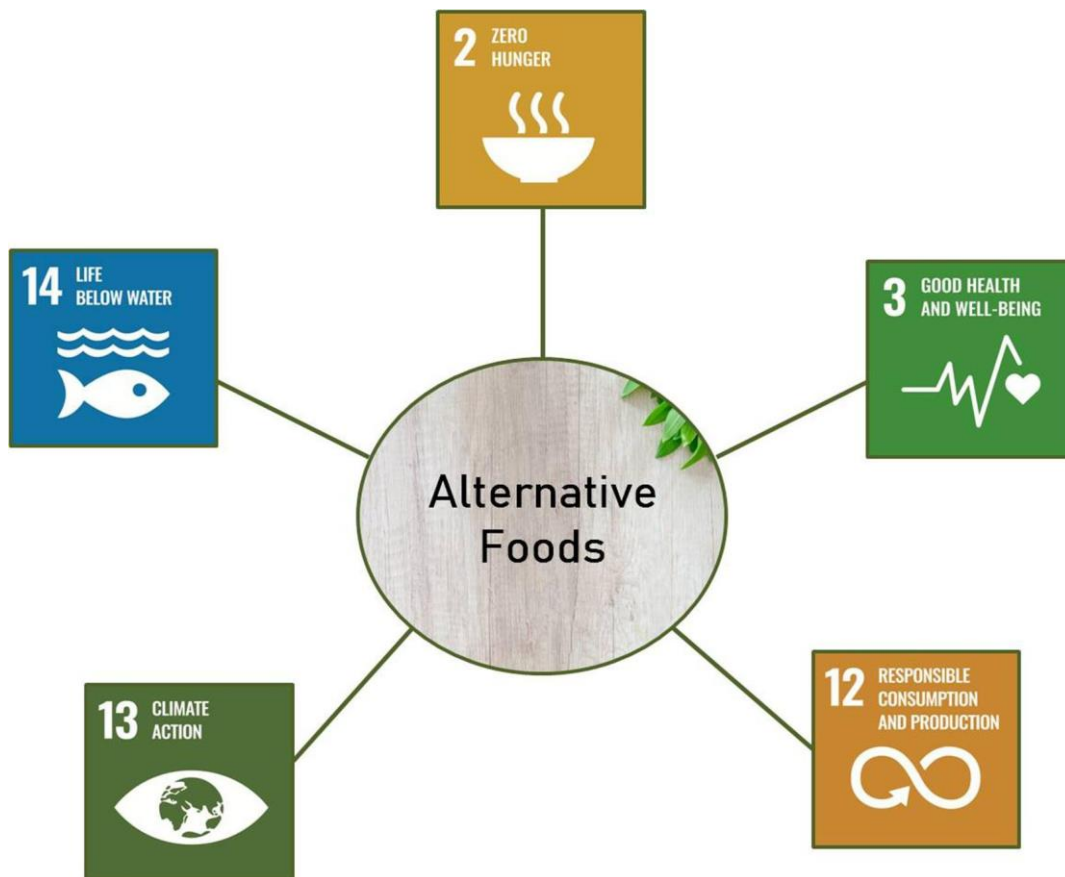 2 ZERO
HUNGER
14 LIFE
BELOW WATER
3 GOOD HEALTH
AND WELL-BEING
Alternative
Foods
13 CLIMATE
ACTION
12 RESPONSIBLE
CONSUMPTION
AND PRODUCTION